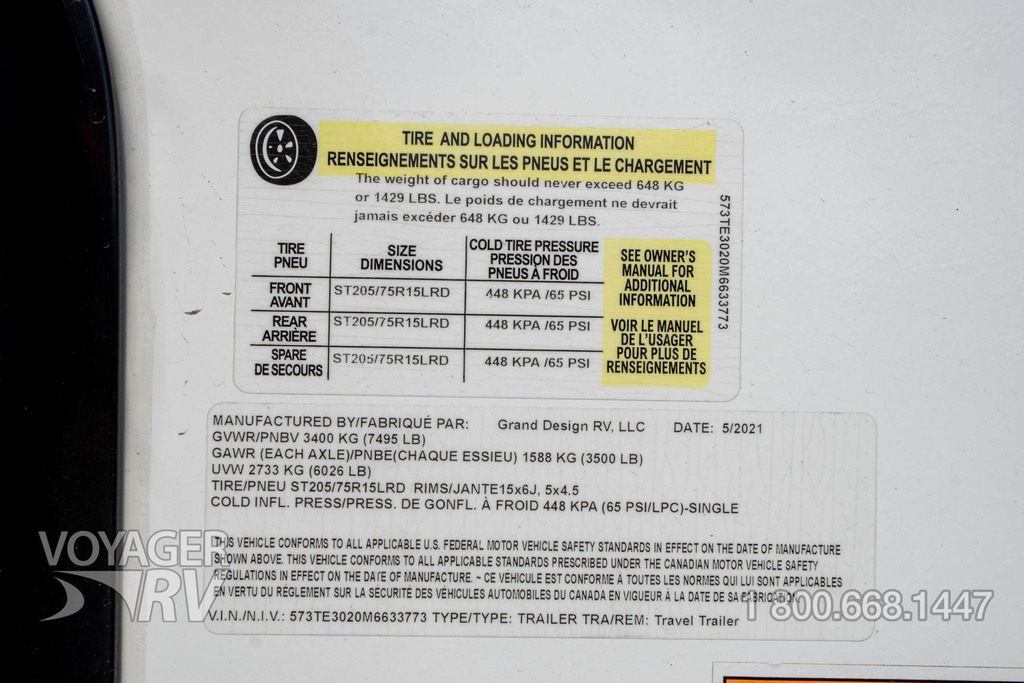 TIRE AND LOADING INFORMATION
RENSEIGNEMENTS SUR LES PNEUS ET LE CHARGEMENT
The weight of cargo should never exceed 648 KG
or 1429 LBS. Le poids de chargement ne devrait
jamais excéder 648 KG ou 1429 LBS.
573TE3020M6633773
TIRE PNEU
SIZE DIMENSIONS
COLD TIRE PRESSURE
PRESSION DES
PNEUS À FROID
FRONT AVANT
ST205/75R15LRD
448 KPA /65 PSI
REAR ARRIÈRE
ST205/75R15LRD
448 KPA /65 PSI
SPARE DE SECOURS
ST205/75R15LRD
448 KPA /65 PSI
SEE OWNER'S
MANUAL FOR
ADDITIONAL
INFORMATION
VOIR LE MANUEL
DE L'USAGER
POUR PLUS DE
RENSEIGNEMENTS
MANUFACTURED BY/FABRIQUÉ PAR: Grand Design RV, LLC DATE: 5/2021
GVWR/PNBV 3400 KG (7495 LB)
GAWR (EACH AXLE)/PNBE(CHAQUE ESSIEU) 1588 KG (3500 LB)
UVW 2733 KG (6026 LB)
TIRE/PNEU ST205/75R15LRD RIMS/JANTE15x6J, 5x4.5
COLD INFL. PRESS/PRESS. DE GONFL. À FROID 448 KPA (65 PSI/LPC)-SINGLE
THIS VEHICLE CONFORMS TO ALL APPLICABLE U.S. FEDERAL MOTOR VEHICLE SAFETY STANDARDS IN EFFECT ON THE DATE OF MANUFACTURE
SHOWN ABOVE. THIS VEHICLE CONFORMS TO ALL APPLICABLE STANDARDS PRESCRIBED UNDER THE CANADIAN MOTOR VEHICLE SAFETY
REGULATIONS IN EFFECT ON THE DATE OF MANUFACTURE. ~ CE VEHICULE EST CONFORME À TOUTES LES NORMES QUI LUI SONT APPLICABLES
EN VERTU DU RÈGLEMENT SUR LA SÉCURITÉ DES VÉHICULES AUTOMOBILES DU CANADA EN VIGUEUR À LA DATE DE SA FABRICATION.
V.I.N./N.I.V.: 573TE3020M6633773 TYPE/TYPE: TRAILER TRA/REM: Travel Trailer
VOYAGER
RV
1 800.668.1447